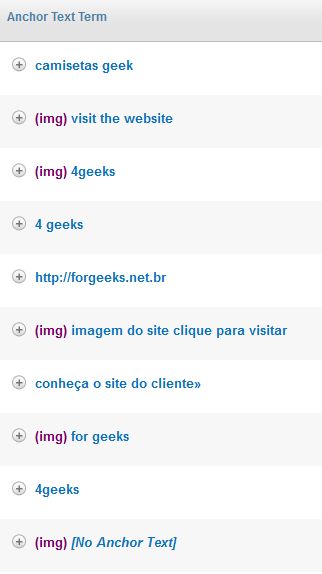 Anchor Text Term
camisetas geek
(img) visit the website
(img) 4geeks
4 geeks
http://forgeeks.net.br
(img) imagem do site clique para visitar
conheça o site do cliente»
(img) for geeks
4geeks
(img) [No Anchor Text]